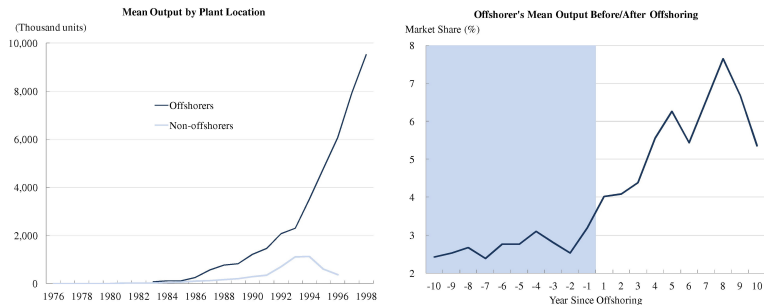 Mean Output by Plant Location
(Thousand units)
10,000
8,000
6,000
4,000
2,000
0
Offshorers
Non-offshorers
1976 1978 1980 1982 1984 1986 1988 1990 1992 1994 1996 1998
Offshorer's Mean Output Before/After Offshoring
Market Share (%)
8
7
6
5
4
3
2
-10 -9 -8 -7 -6 -5 -4 -3 -2 -1 1 2 3 4 5 6 7 8 9 10
Year Since Offshoring